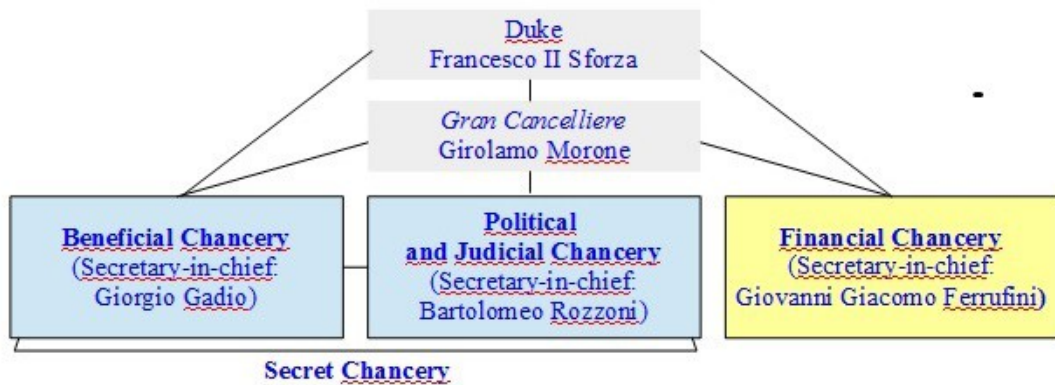 Duke
Francesco II Sforza
Gran Cancelliere
Girolamo Morone
Beneficial Chancery
(Secretary-in-chief:
Giorgio Gadio)
Political
and Judicial Chancery
(Secretary-in-chief:
Bartolomeo Rozzoni)
Financial Chancery
(Secretary-in-chief:
Giovanni Giacomo Ferrufini)
Secret Chancery